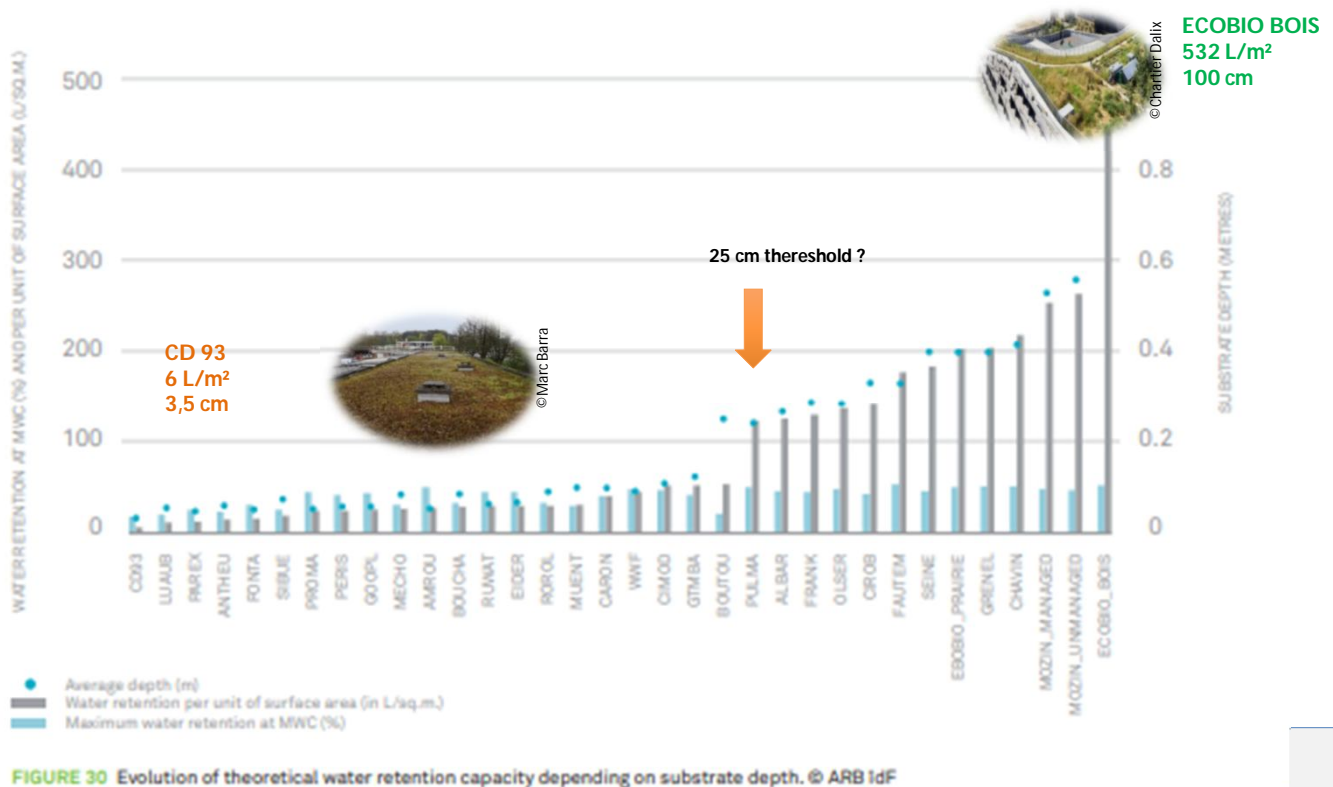 ECOBIO BOIS
532 L/m²
100 cm
©Chartier Dalix
WATER RETENTION AT MWC (%) AND PER UNIT OF SURFACE AREA (L/SQ.M.)
500
400
300
200
100
0
0.8
0.6
0.4
0.2
0
SUBSTRATE DEPTH (METRES)
25 cm thereshold ?
CD 93
6 L/m²
3,5 cm
©Marc Barra
CD93
LUAUB
PAREX
ANTHEU
FONTA
SIBUE
PROMA
PERIS
GOOPL
MECHO
AMROU
BOUCHA
RUWAT
EIDER
ROROL
MUENT
CARON
WWF
CIMOD
GTMBA
BOUTOU
PULMA
ALBAR
FRANK
OLSER
CIROB
FAUTEM
SEINE
EBOBIO_PRAIRIE
GRENEL
CHAVIN
MOZIN_MANAGED
MOZIN_UNMANAGED
ECOBIO_BOIS
Average depth (m)
Water retention per unit of surface area (in L/sq.m.)
Maximum water retention at MWC (%)
FIGURE 30 Evolution of theoretical water retention capacity depending on substrate depth. © ARB IdF